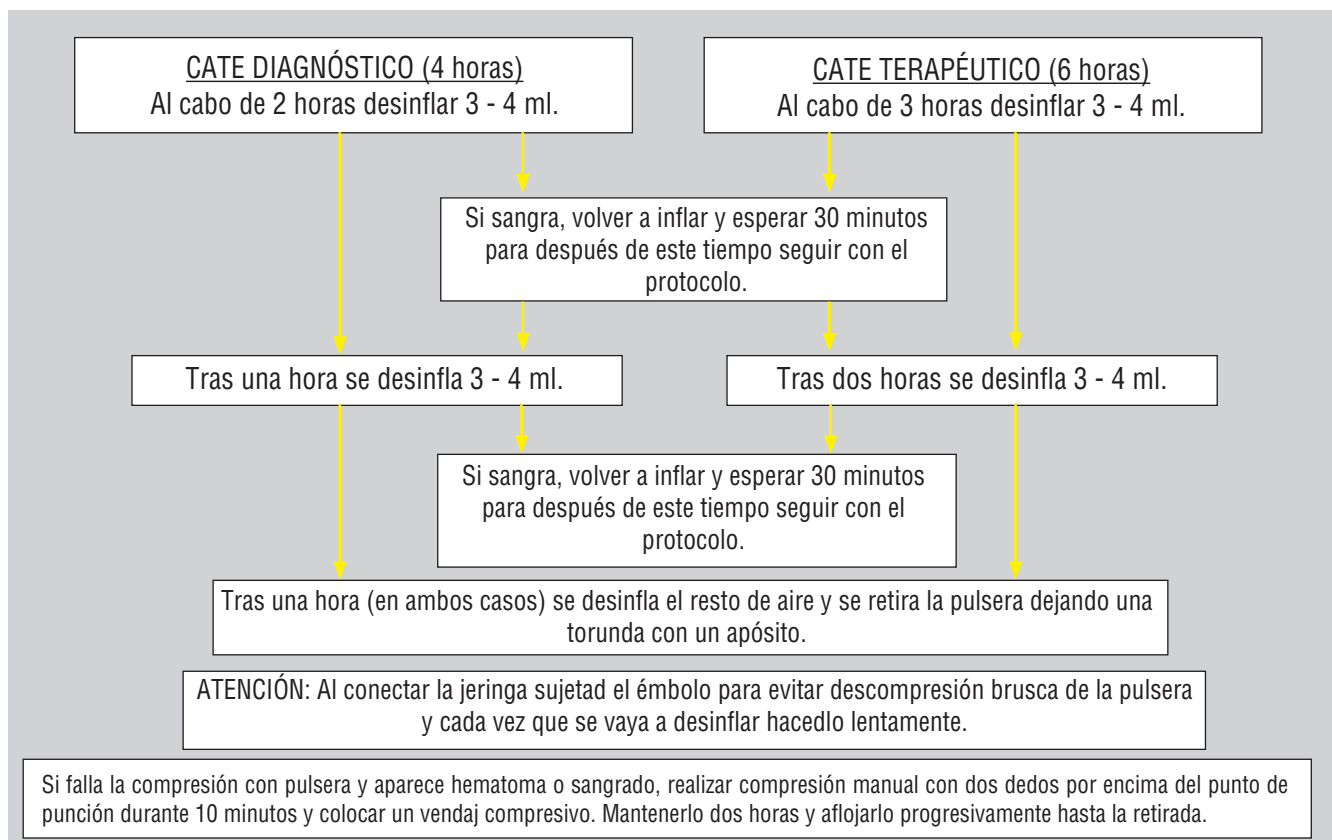 CATE DIAGNÓSTICO (4 horas)
Al cabo de 2 horas desinflar 3 - 4 ml.
CATE TERAPÉUTICO (6 horas)
Al cabo de 3 horas desinflar 3 - 4 ml.
Si sangra, volver a inflar y esperar 30 minutos
para después de este tiempo seguir con el
protocolo.
Tras una hora se desinfla 3 - 4 ml.
Tras dos horas se desinfla 3 - 4 ml.
Si sangra, volver a inflar y esperar 30 minutos
para después de este tiempo seguir con el
protocolo.
Tras una hora (en ambos casos) se desinfla el resto de aire y se retira la pulsera dejando una
torunda con un apósito.
ATENCIÓN: Al conectar la jeringa sujetad el émbolo para evitar descompresión brusca de la pulsera
y cada vez que se vaya a desinflar hacedlo lentamente.
Si falla la compresión con pulsera y aparece hematoma o sangrado, realizar compresión manual con dos dedos por encima del punto de
punción durante 10 minutos y colocar un vendaj compresivo. Mantenerlo dos horas y aflojarlo progresivamente hasta la retirada.